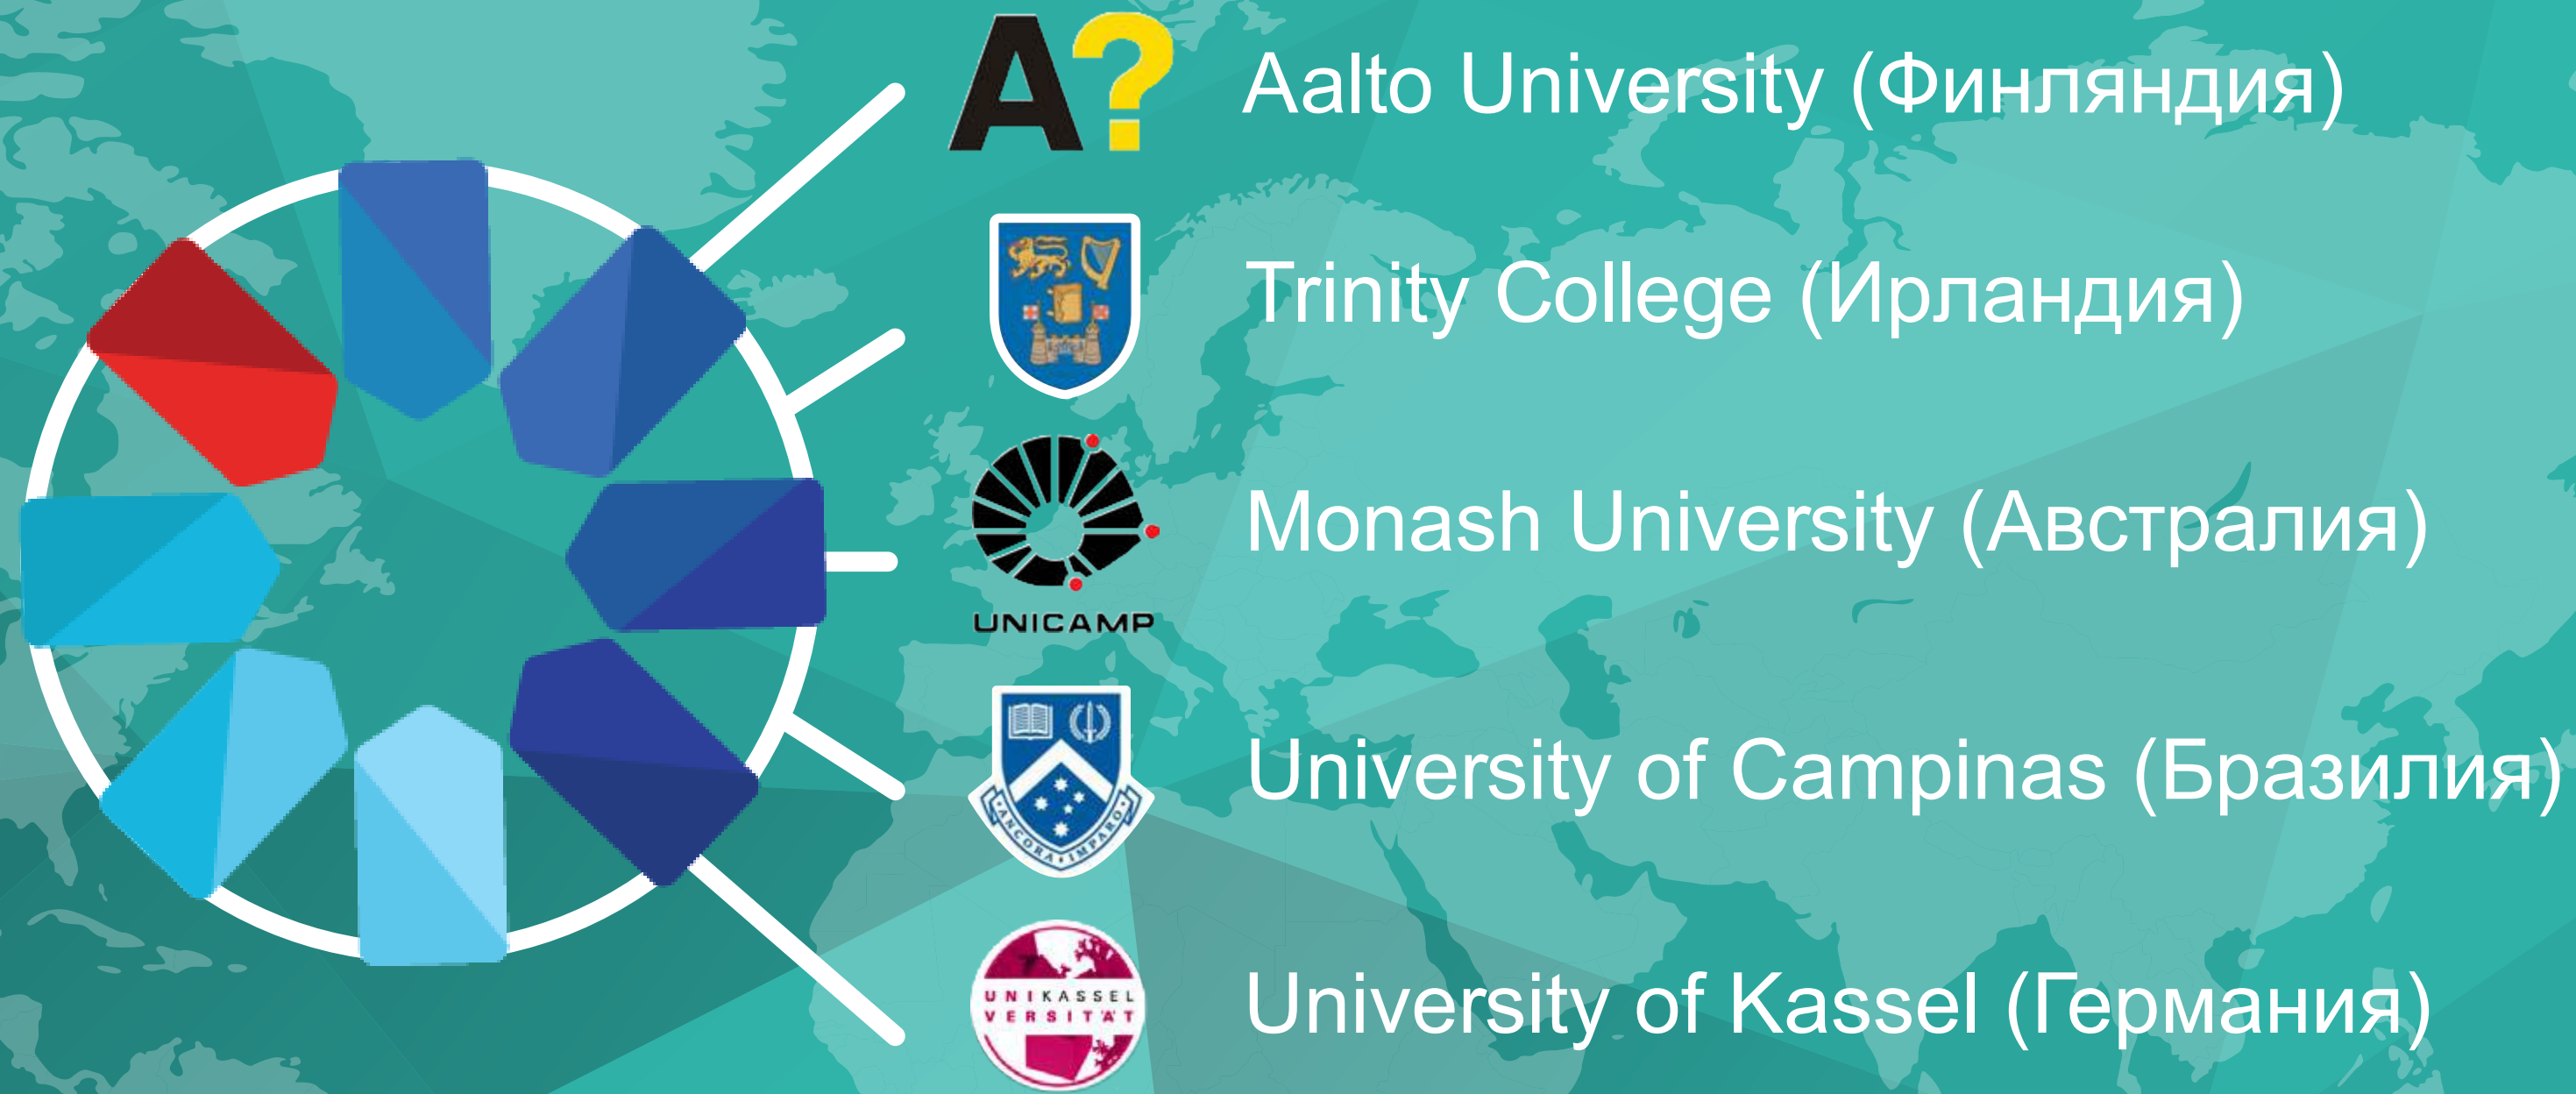 A?
Aalto University (Финляндия)
Trinity College (Ирландия)
UNICAMP
Monash University (Австралия)
ANCORA IMPARO
University of Campinas (Бразилия)
UNIKASSEL
VERSITÄT
University of Kassel (Германия)